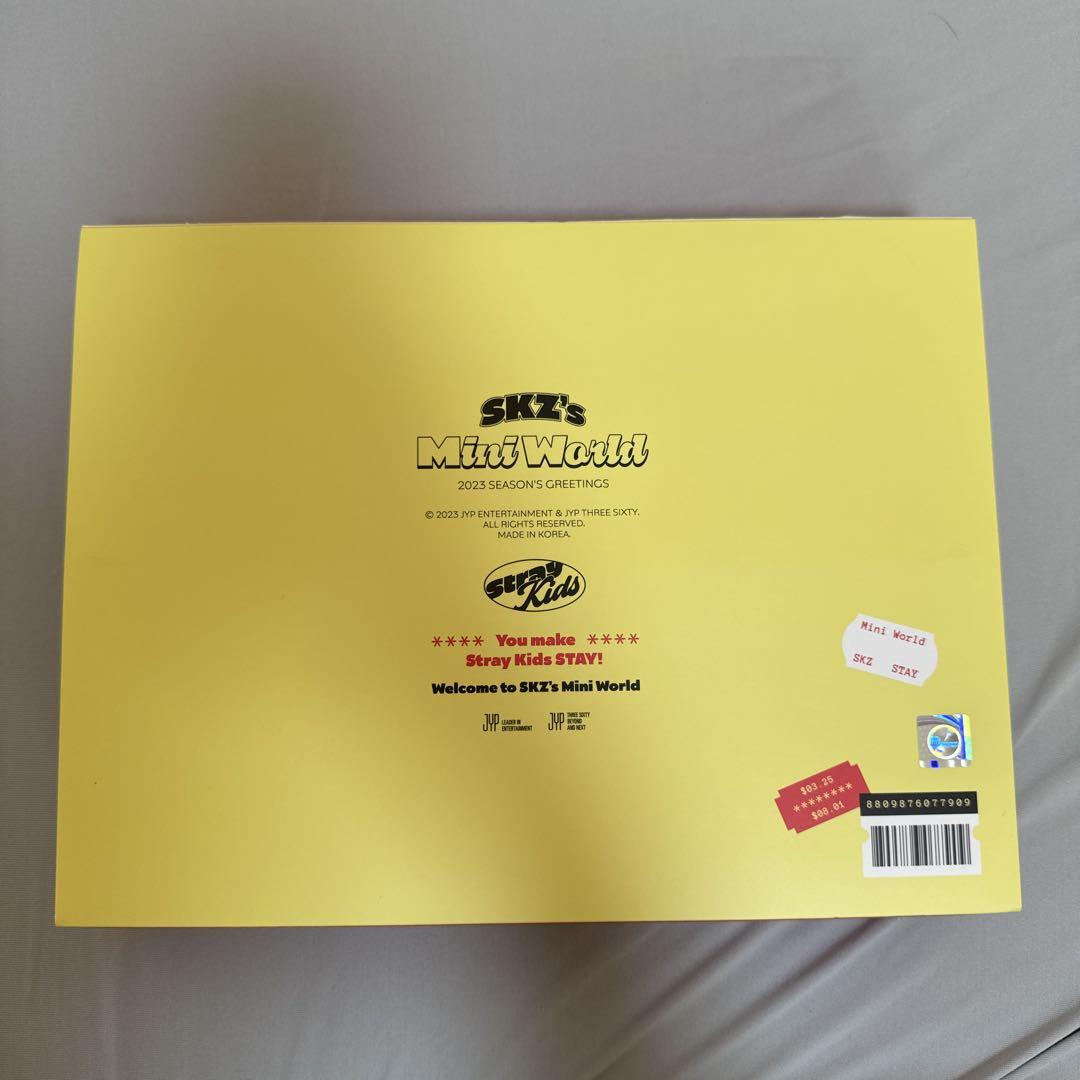 SKZ's
Mini World
2023 SEASON'S GREETINGS
© 2023 JYP ENTERTAINMENT & JYP THREE SIXTY.
ALL RIGHTS RESERVED.
MADE IN KOREA.
Stray
Kids
**** You make ****
Stray Kids STAY!
Welcome to SKZ's Mini World
JYP LEADER IN
ENTERTAINMENT
JYP THREE SIXTY
BEYOND
AND NEXT
Mini World
SKZ STAY
$03.25
********
$08.01
8809876077909